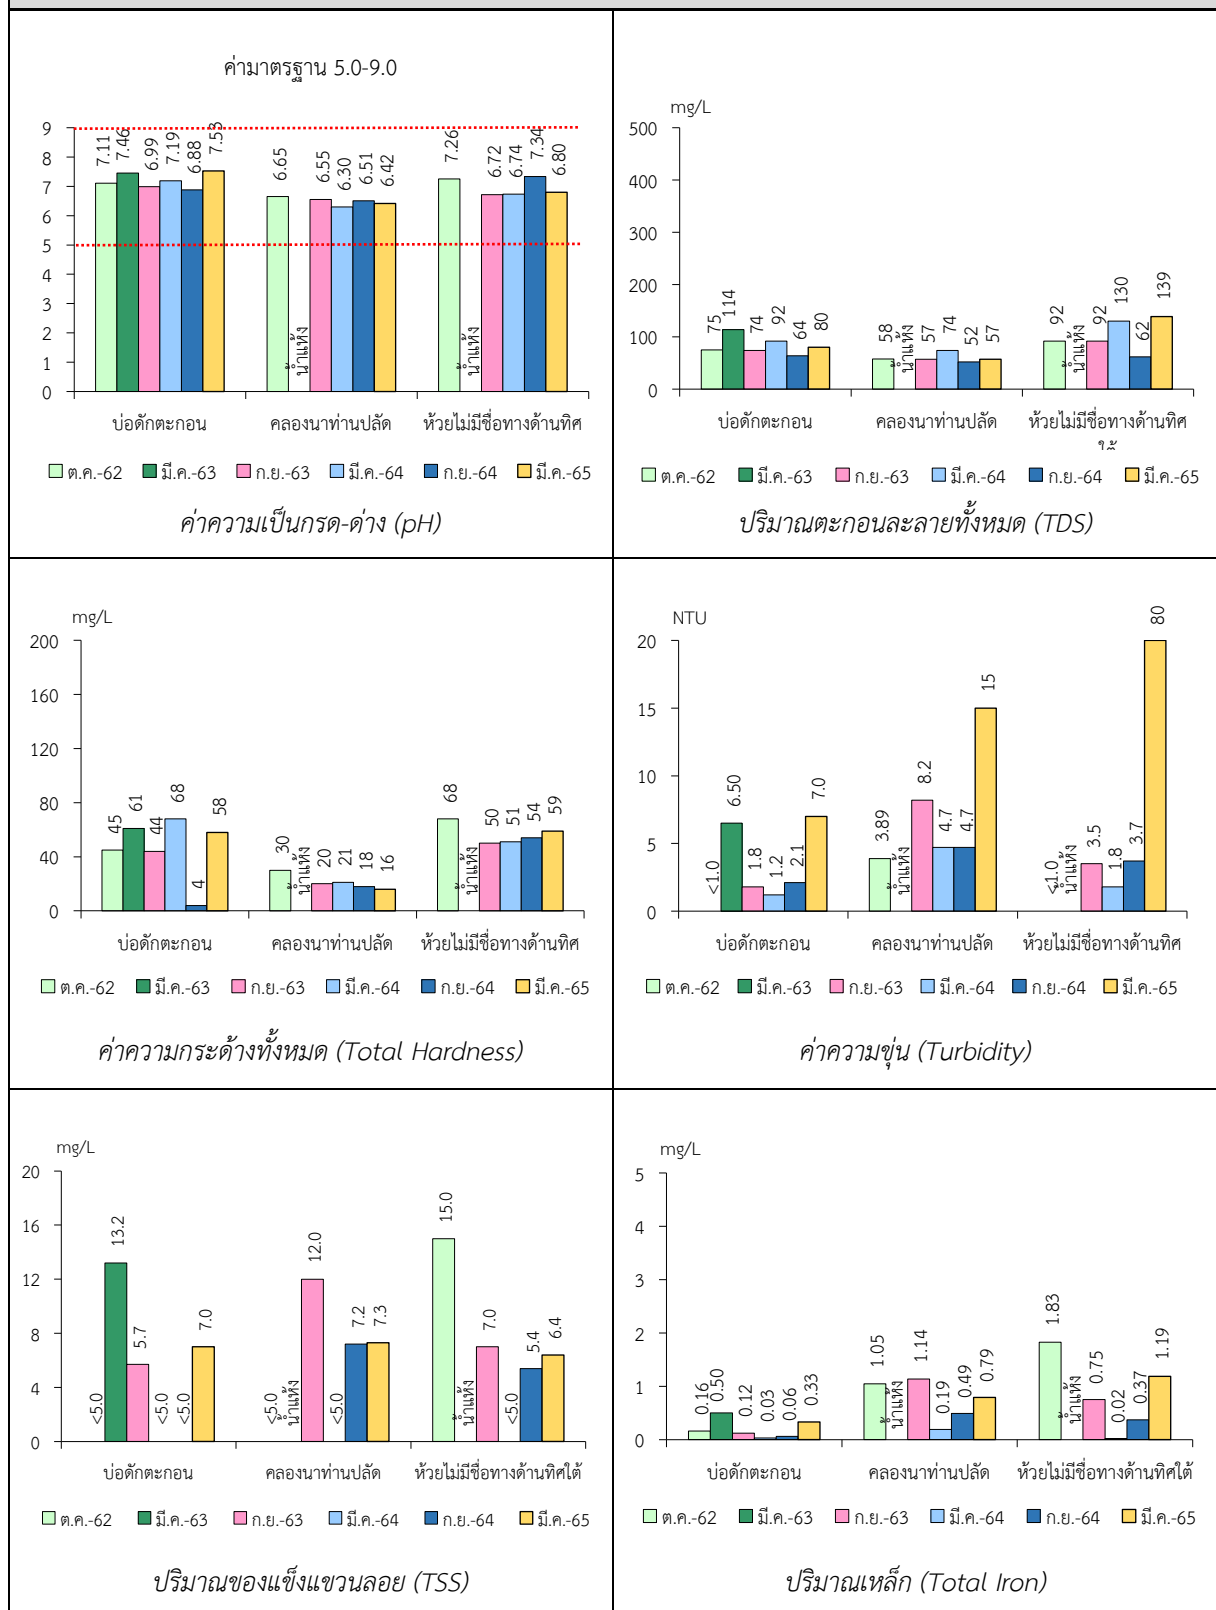 ค่ามาตรฐาน 5.0-9.0
9
8
7
6
5
4
3
2
1
0
7.11 7.46 6.99 7.19 6.88 7.53
6.65 น้ำแห้ง 6.55 6.30 6.51 6.42
7.26 น้ำแห้ง 6.72 6.74 7.34 6.80
บ่อดักตะกอน คลองนาท่านปลัด ห้วยไม่มีชื่อทางด้านทิศ
ต.ค.-62 มี.ค.-63 ก.ย.-63 มี.ค.-64 ก.ย.-64 มี.ค.-65
ค่าความเป็นกรด-ด่าง (pH)
mg/L
500
400
300
200
100
0
75 114 74 92 64 80
58 น้ำแห้ง 57 74 52 57
92 น้ำแห้ง 92 130 62 139
บ่อดักตะกอน คลองนาท่านปลัด ห้วยไม่มีชื่อทางด้านทิศ
ใต้
ต.ค.-62 มี.ค.-63 ก.ย.-63 มี.ค.-64 ก.ย.-64 มี.ค.-65
ปริมาณตะกอนละลายทั้งหมด (TDS)
mg/L
200
160
120
80
40
0
45 61 44 68 4 58
30 น้ำแห้ง 20 21 18 16
68 น้ำแห้ง 50 51 54 59
บ่อดักตะกอน คลองนาท่านปลัด ห้วยไม่มีชื่อทางด้านทิศ
ต.ค.-62 มี.ค.-63 ก.ย.-63 มี.ค.-64 ก.ย.-64 มี.ค.-65
ค่าความกระด้างทั้งหมด (Total Hardness)
NTU
20
15
10
5
0
<1.0 6.50 1.8 1.2 2.1 7.0
3.89 น้ำแห้ง 8.2 4.7 4.7 15
<1.0 น้ำแห้ง 3.5 1.8 3.7 80
บ่อดักตะกอน คลองนาท่านปลัด ห้วยไม่มีชื่อทางด้านทิศ
ต.ค.-62 มี.ค.-63 ก.ย.-63 มี.ค.-64 ก.ย.-64 มี.ค.-65
ค่าความขุ่น (Turbidity)
mg/L
20
16
12
8
4
0
<5.0 13.2 5.7 <5.0 <5.0 7.0
<5.0 น้ำแห้ง 12.0 <5.0 7.2 7.3
15.0 น้ำแห้ง 7.0 <5.0 5.4 6.4
บ่อดักตะกอน คลองนาท่านปลัด ห้วยไม่มีชื่อทางด้านทิศใต้
ต.ค.-62 มี.ค.-63 ก.ย.-63 มี.ค.-64 ก.ย.-64 มี.ค.-65
ปริมาณของแข็งแขวนลอย (TSS)
mg/L
5
4
3
2
1
0
0.16 0.50 0.12 0.03 0.06 0.33
1.05 น้ำแห้ง 1.14 0.19 0.49 0.79
1.83 น้ำแห้ง 0.75 0.02 0.37 1.19
บ่อดักตะกอน คลองนาท่านปลัด ห้วยไม่มีชื่อทางด้านทิศใต้
ต.ค.-62 มี.ค.-63 ก.ย.-63 มี.ค.-64 ก.ย.-64 มี.ค.-65
ปริมาณเหล็ก (Total Iron)